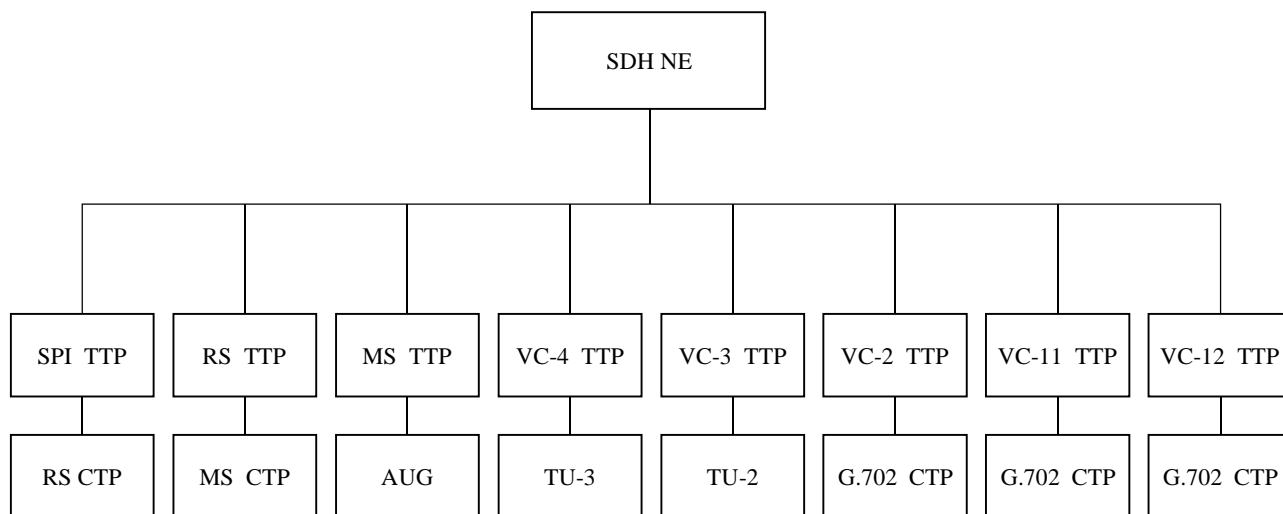 SDH NE
SPI TTP
RS TTP
MS TTP
VC-4 TTP
VC-3 TTP
VC-2 TTP
VC-11 TTP
VC-12 TTP
RS CTP
MS CTP
AUG
TU-3
TU-2
G.702 CTP
G.702 CTP
G.702 CTP